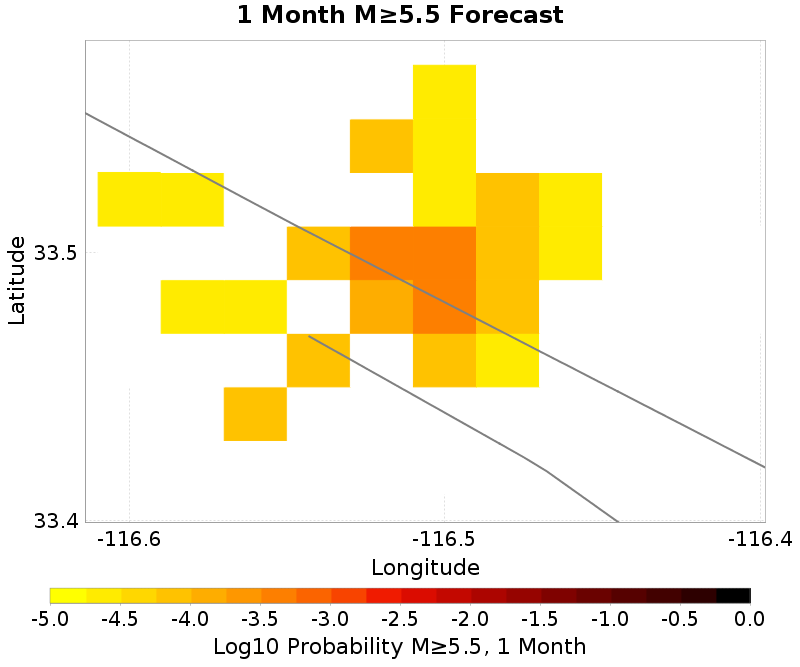 1 Month M≥5.5 Forecast
Latitude
33.5
33.4
-116.6 -116.5 -116.4
Longitude
-5.0 -4.5 -4.0 -3.5 -3.0 -2.5 -2.0 -1.5 -1.0 -0.5 0.0
Log10 Probability M≥5.5, 1 Month